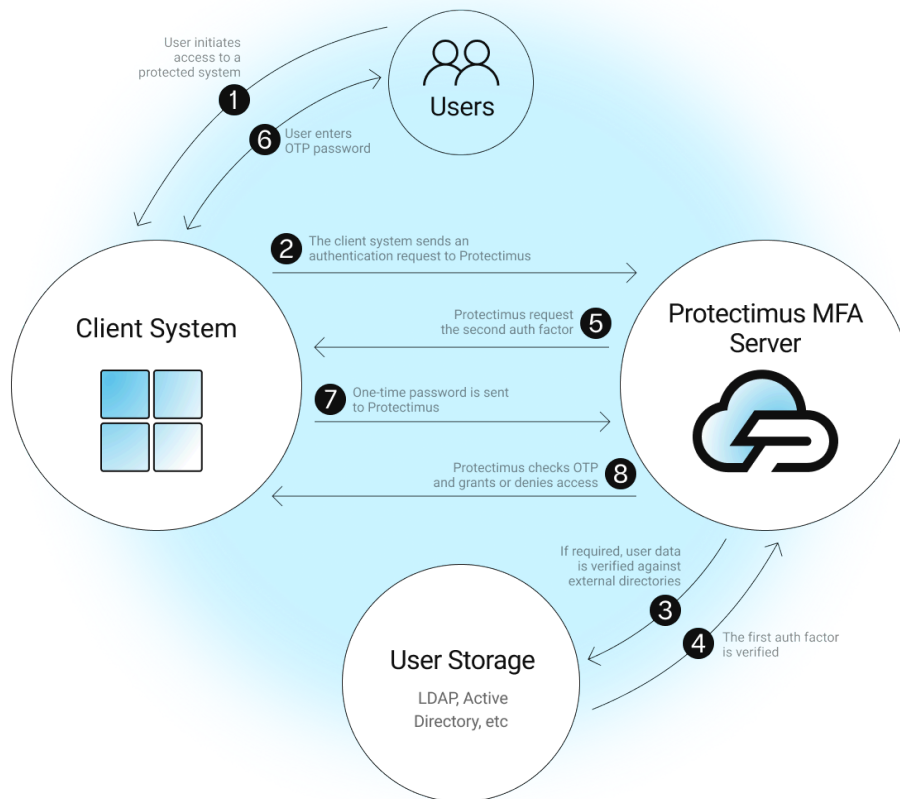 User initiates
access to a
protected system
1
Users
6
User enters
OTP password
2
The client system sends an
authentication request to Protectimus
Client System
Protectimus request
the second auth factor
5
Protectimus MFA
Server
7
One-time password is sent
to Protectimus
Protectimus checks OTP
and grants or denies access
8
If required, user data
is verified against
external directories
3
4
The first auth factor
is verified
User Storage
LDAP, Active
Directory, etc